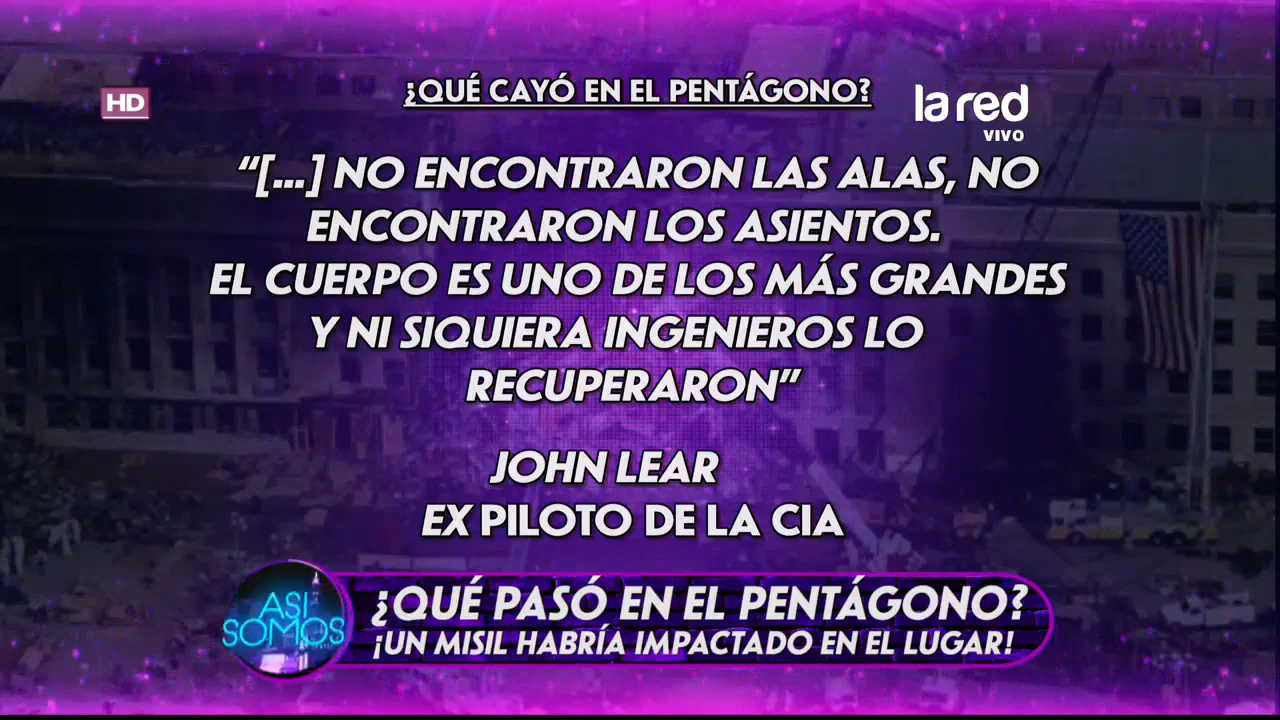 ¿QUÉ CAYÓ EN EL PENTÁGONO?
HD
la red
VIVO
“[...] NO ENCONTRARON LAS ALAS, NO
ENCONTRARON LOS ASIENTOS.
EL CUERPO ES UNO DE LOS MÁS GRANDES
Y NI SIQUIERA INGENIEROS LO
RECUPERARON”
JOHN LEAR
EX PILOTO DE LA CIA
ASI
SOMOS
¿QUÉ PASÓ EN EL PENTÁGONO?
¡UN MISIL HABRÍA IMPACTADO EN EL LUGAR!